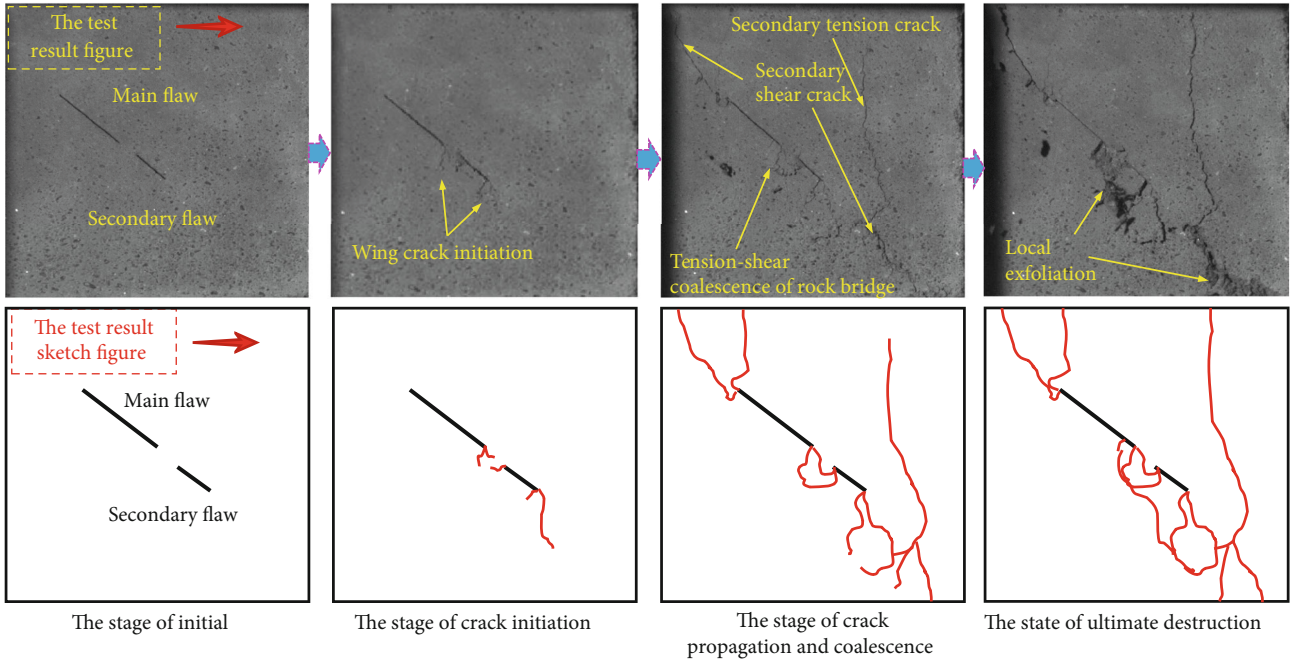 The test
result figure
Main flaw
Secondary flaw
Wing crack initiation
Secondary tension crack
Secondary
shear crack
Tension-shear
coalescence of rock bridge
Local
exfoliation
The test result
sketch figure
Main flaw
Secondary flaw
The stage of initial
The stage of crack initiation
The stage of crack
propagation and coalescence
The state of ultimate destruction